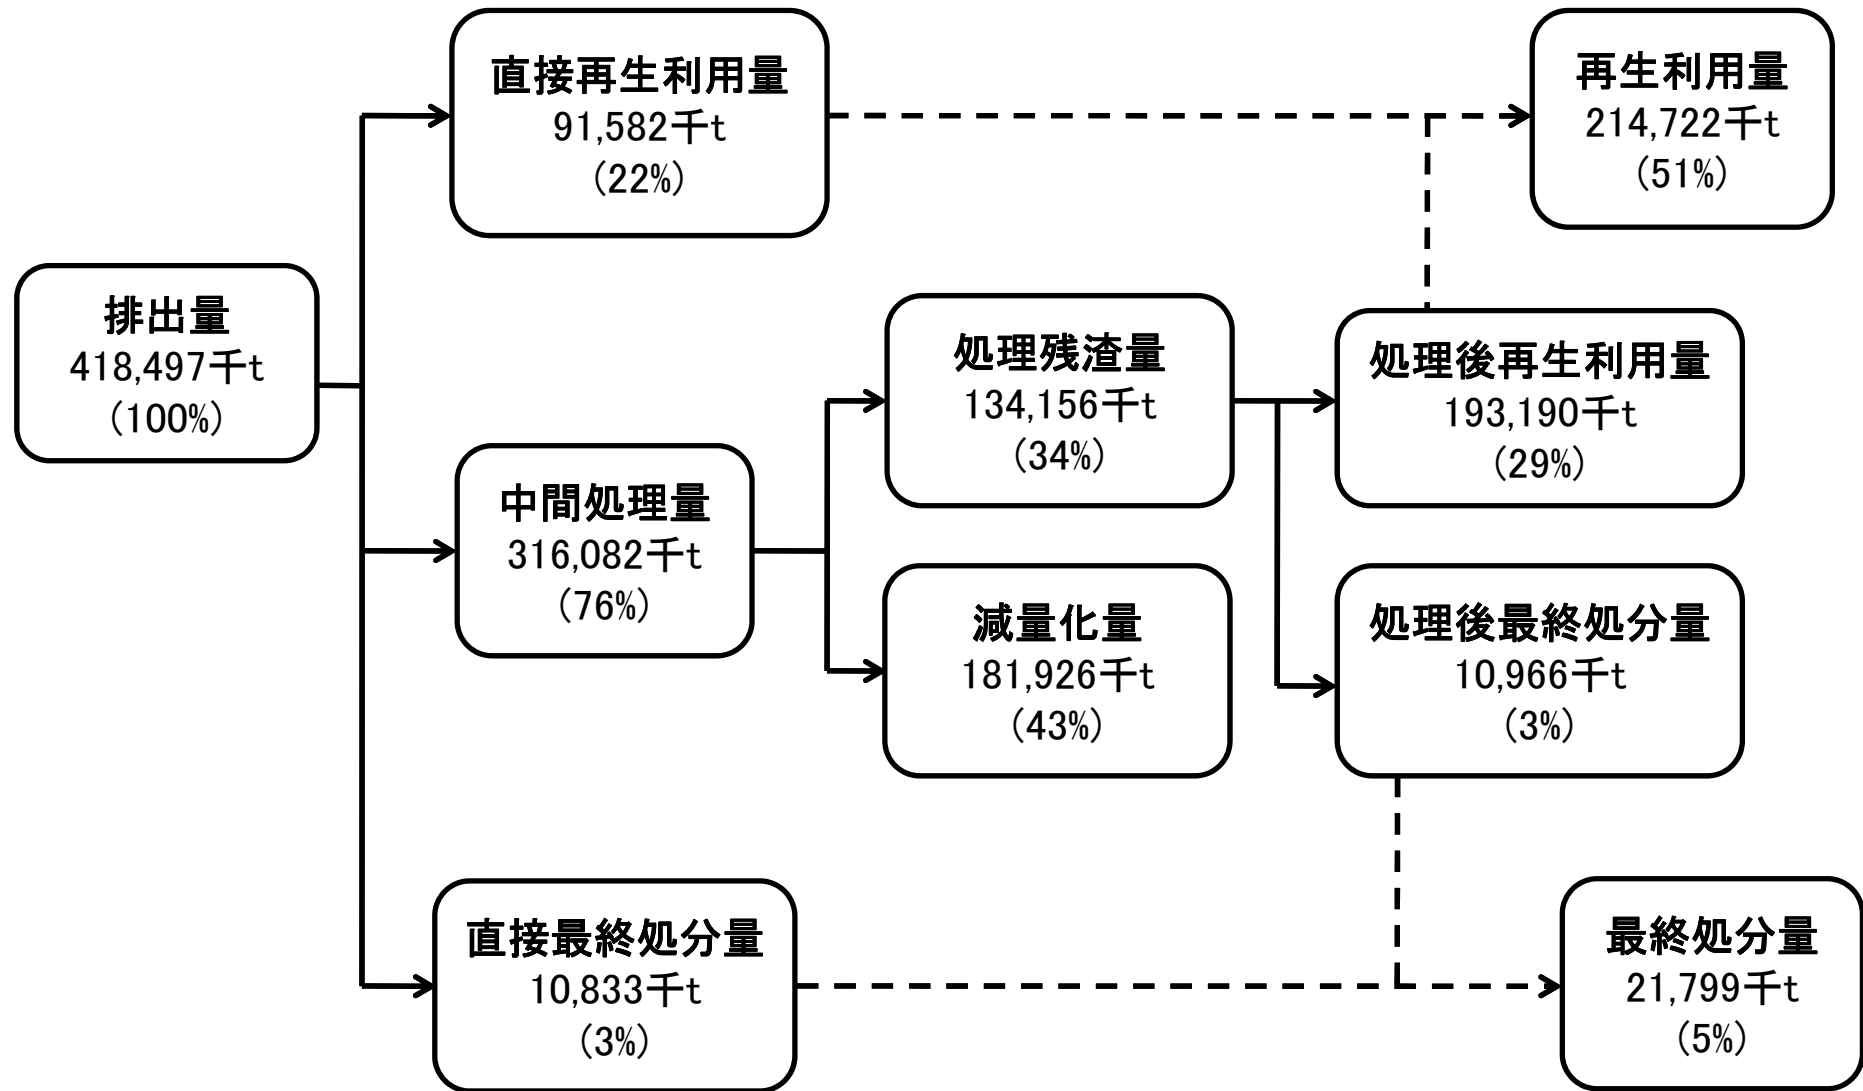 直接再生利用量
91,582千t
(22%)
再生利用量
214,722千t
(51%)
排出量
418,497千t
(100%)
処理残渣量
134,156千t
(34%)
処理後再生利用量
193,190千t
(29%)
中間処理量
316,082千t
(76%)
減量化量
181,926千t
(43%)
処理後最終処分量
10,966千t
(3%)
直接最終処分量
10,833千t
(3%)
最終処分量
21,799千t
(5%)